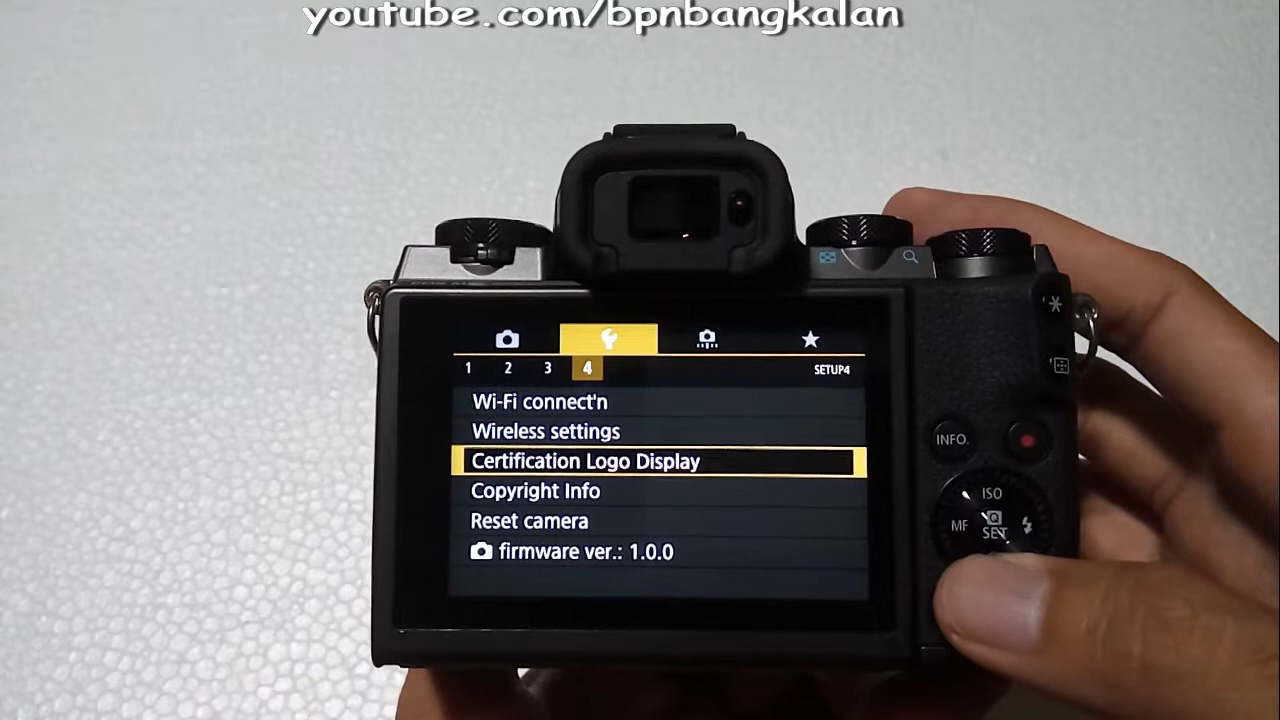 youtube.com/bpnbangkalan
1 2 3 4 SETUP4
Wi-Fi connect'n
Wireless settings
Certification Logo Display
Copyright Info
Reset camera
firmware ver.: 1.0.0
INFO.
ISO
MF
Q
SET